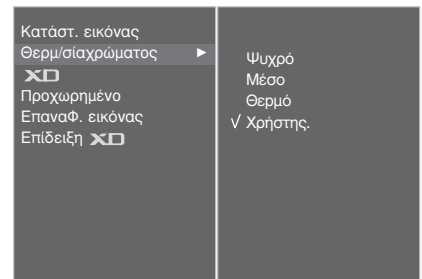 Κατάστ. εικόνας
Θερμ/σίαχρώματος ►
XD
Προχωρημένο
ΕπαναΦ. εικόνας
Επίδειξη XD
Ψυχρό
Μέσο
Θερμό
√ Χρήστης.